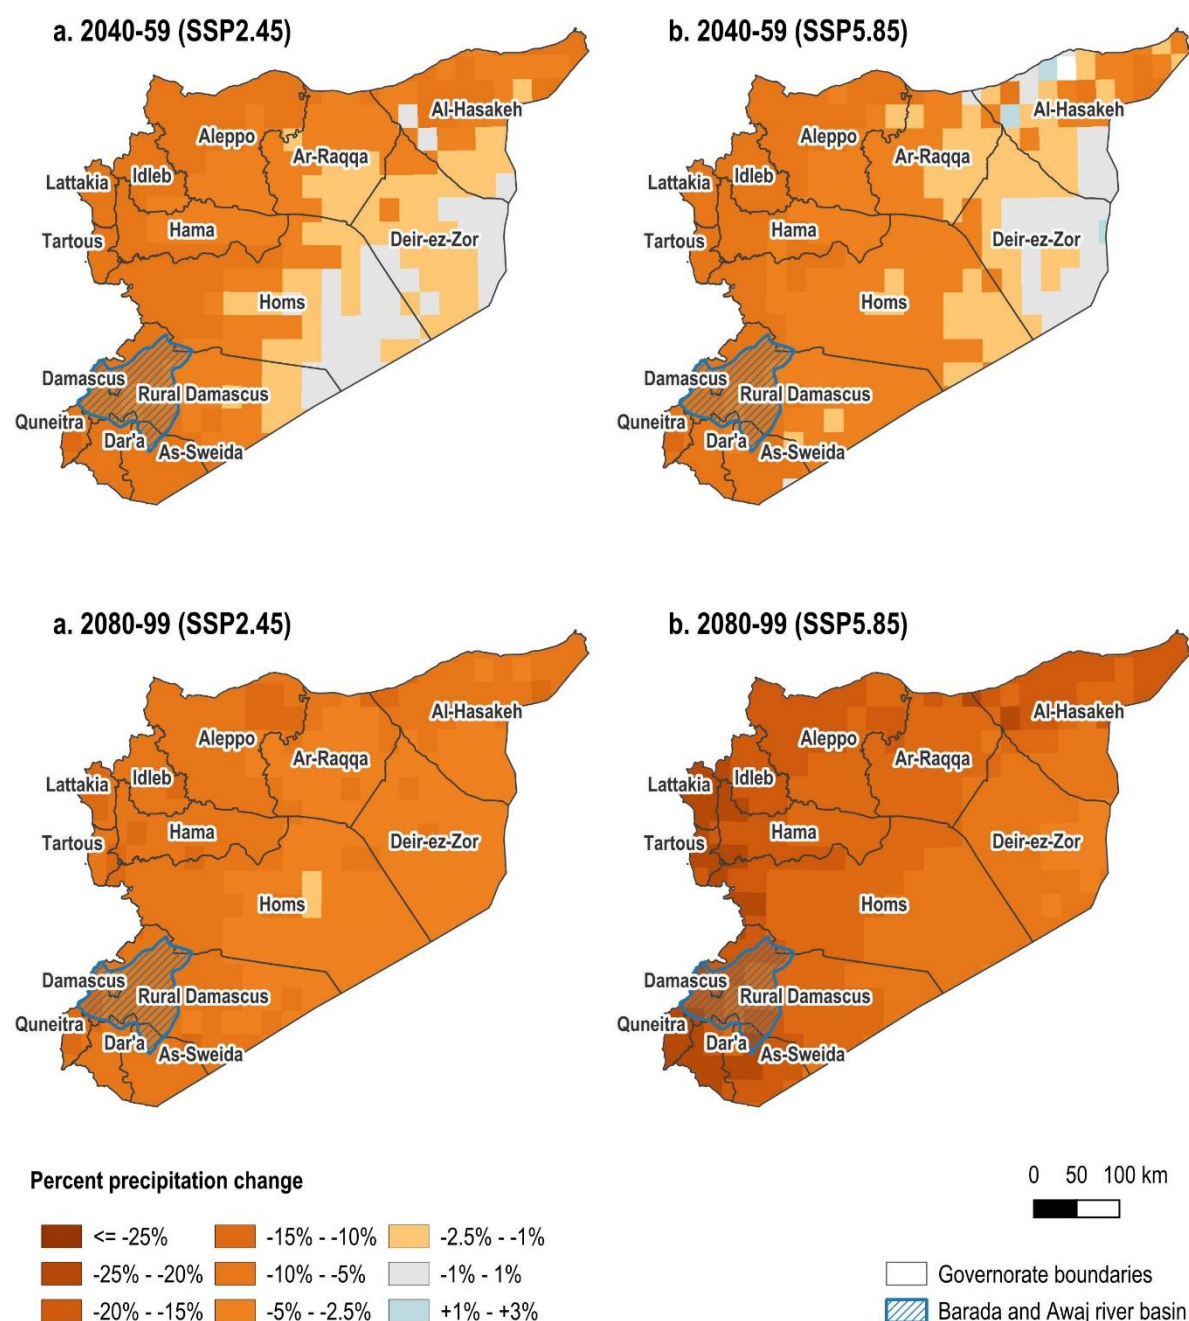 a. 2040-59 (SSP2.45)
Al-Hasakeh
Aleppo
Ar-Raqqa
Idleb
Lattakia
Hama
Tartous
Deir-ez-Zor
Homs
Damascus
Rural Damascus
Quneitra
Dar'a
As-Sweida
b. 2040-59 (SSP5.85)
Al-Hasakeh
Aleppo
Ar-Raqqa
Idleb
Lattakia
Hama
Tartous
Deir-ez-Zor
Homs
Damascus
Rural Damascus
Quneitra
Dar'a
As-Sweida
a. 2080-99 (SSP2.45)
Al-Hasakeh
Aleppo
Ar-Raqqa
Idleb
Lattakia
Hama
Tartous
Deir-ez-Zor
Homs
Damascus
Rural Damascus
Quneitra
Dar'a
As-Sweida
b. 2080-99 (SSP5.85)
Al-Hasakeh
Aleppo
Ar-Raqqa
Idleb
Lattakia
Hama
Tartous
Deir-ez-Zor
Homs
Damascus
Rural Damascus
Quneitra
Dar'a
As-Sweida
Percent precipitation change
<= -25%
-25% - -20%
-20% - -15%
-15% - -10%
-10% - -5%
-5% - -2.5%
-2.5% - -1%
-1% - 1%
+1% - +3%
0 50 100 km
Governorate boundaries
Barada and Awaj river basin